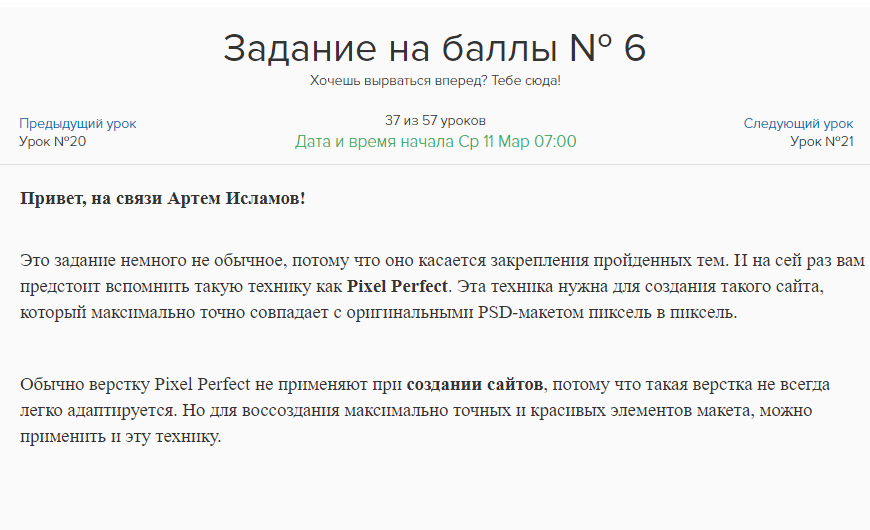 Задание на баллы № 6
Хочешь вырваться вперед? Тебе сюда!
Предыдущий урок
Урок №20
37 из 57 уроков
Дата и время начала Ср 11 Мар 07:00
Следующий урок
Урок №21
Привет, на связи Артем Исламов!
Это задание немного не обычное, потому что оно касается закрепления пройденных тем. И на сей раз вам
предстоит вспомнить такую технику как Pixel Perfect. Эта техника нужна для создания такого сайта,
который максимально точно совпадает с оригинальными PSD-макетом пиксель в пиксель.
Обычно верстку Pixel Perfect не применяют при создании сайтов, потому что такая верстка не всегда
легко адаптируется. Но для воссоздания максимально точных и красивых элементов макета, можно
применить и эту технику.